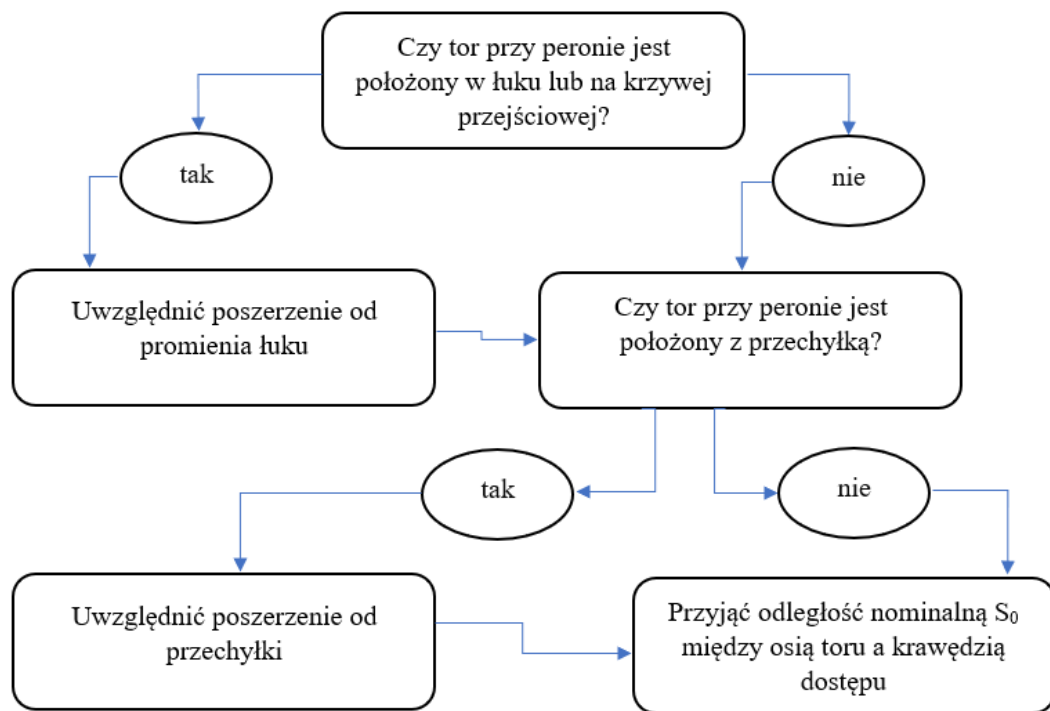 Czy tor przy peronie jest
położony w łuku lub na krzywej
przejściowej?
tak
nie
Uwzględnić poszerzenie od
promienia łuku
Czy tor przy peronie jest
położony z przechyłką?
tak
nie
Uwzględnić poszerzenie od
przechyłki
Przyjąć odległość nominalną S₀
między osią toru a krawędzią
dostępu